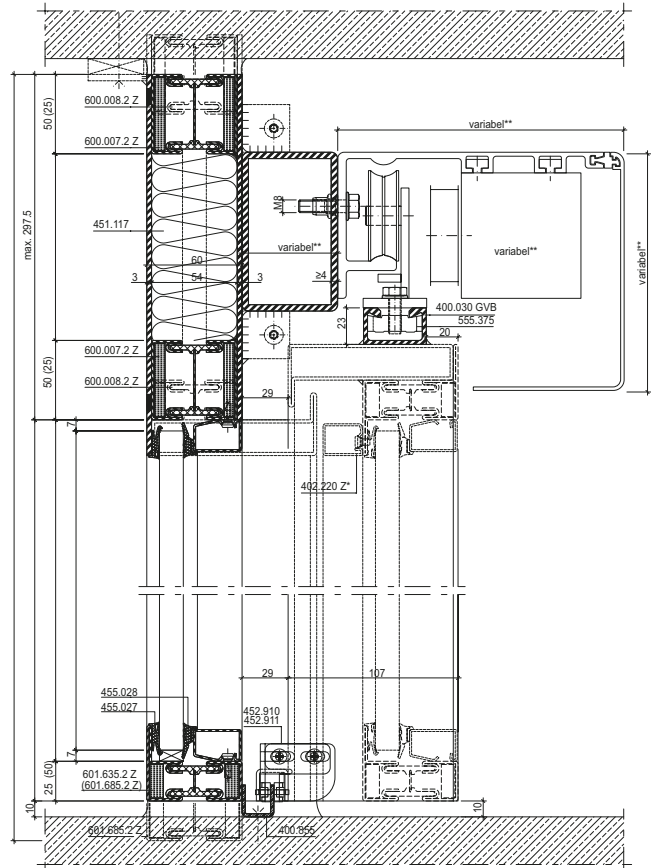 variabel**
50 (25)
600.008.2 Z
600.007.2 Z
M8
max. 297.5
451.117
variabel**
variabel**
variabel**
60
3
54
3
≥4
400.030 GVB
555.375
23
20
600.007.2 Z
50 (25)
600.008.2 Z
29
7
402.220 Z*
29
107
455.028
455.027
452.910
452.911
7
601.635.2 Z
(601.685.2 Z)
25 (50)
10
10
601.685.2 Z
400.855